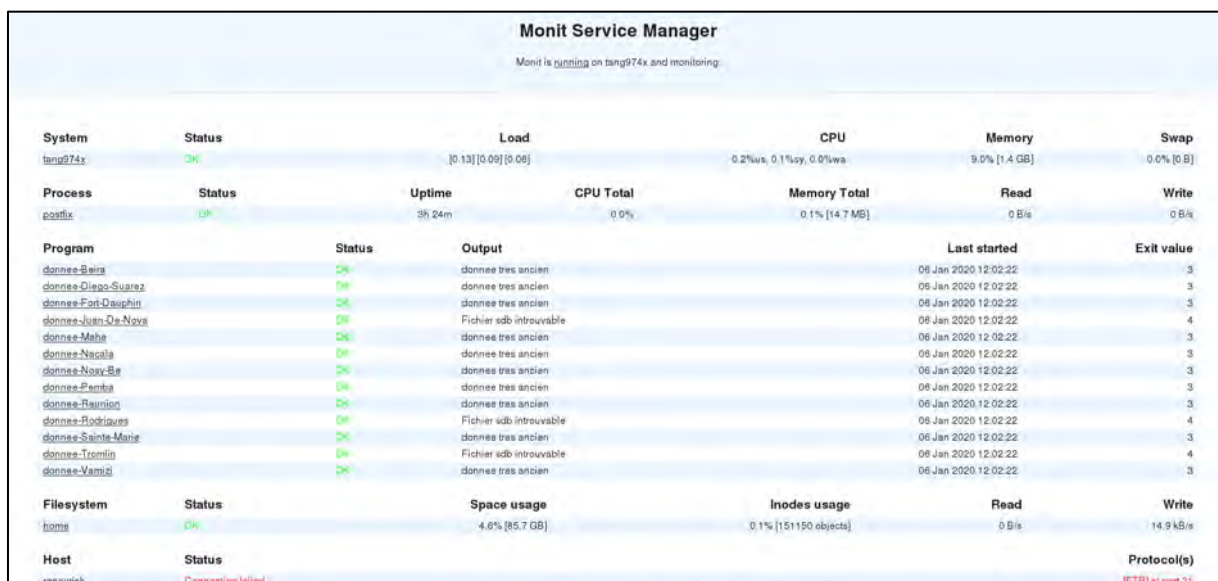 Monit Service Manager
Monit is running on tang974x and monitoring:
System Status Load CPU Memory Swap
tang974x OK [0.13] [0.09] [0.06] 0.2%us, 0.1%sy, 0.0%wa 9.0% [1.4 GB] 0.0% [0 B]
Process Status Uptime CPU Total Memory Total Read Write
postfix OK 3h 24m 0.0% 0.1% [14.7 MB] 0 B/s 0 B/s
Program Status Output Last started Exit value
donnee-Beira OK donnee tres ancien 06 Jan 2020 12:02:22 3
donnee-Diego-Suarez OK donnee tres ancien 06 Jan 2020 12:02:22 3
donnee-Fort-Dauphin OK donnee tres ancien 06 Jan 2020 12:02:22 3
donnee-Juan-De-Nova OK Fichier sdb introuvable 06 Jan 2020 12:02:22 4
donnee-Mahe OK donnee tres ancien 06 Jan 2020 12:02:22 3
donnee-Nacala OK donnee tres ancien 06 Jan 2020 12:02:22 3
donnee-Nosy-Be OK donnee tres ancien 06 Jan 2020 12:02:22 3
donnee-Pemba OK donnee tres ancien 06 Jan 2020 12:02:22 3
donnee-Reunion OK donnee tres ancien 06 Jan 2020 12:02:22 3
donnee-Rodrigues OK Fichier sdb introuvable 06 Jan 2020 12:02:22 4
donnee-Sainte-Marie OK donnee tres ancien 06 Jan 2020 12:02:22 3
donnee-Tromlin OK Fichier sdb introuvable 06 Jan 2020 12:02:22 4
donnee-Vamizi OK donnee tres ancien 06 Jan 2020 12:02:22 3
Filesystem Status Space usage Inodes usage Read Write
home OK 4.6% [85.7 GB] 0.1% [151150 objects] 0 B/s 14.9 kB/s
Host Status Protocol(s)
Connection failed [FTP] at port 21